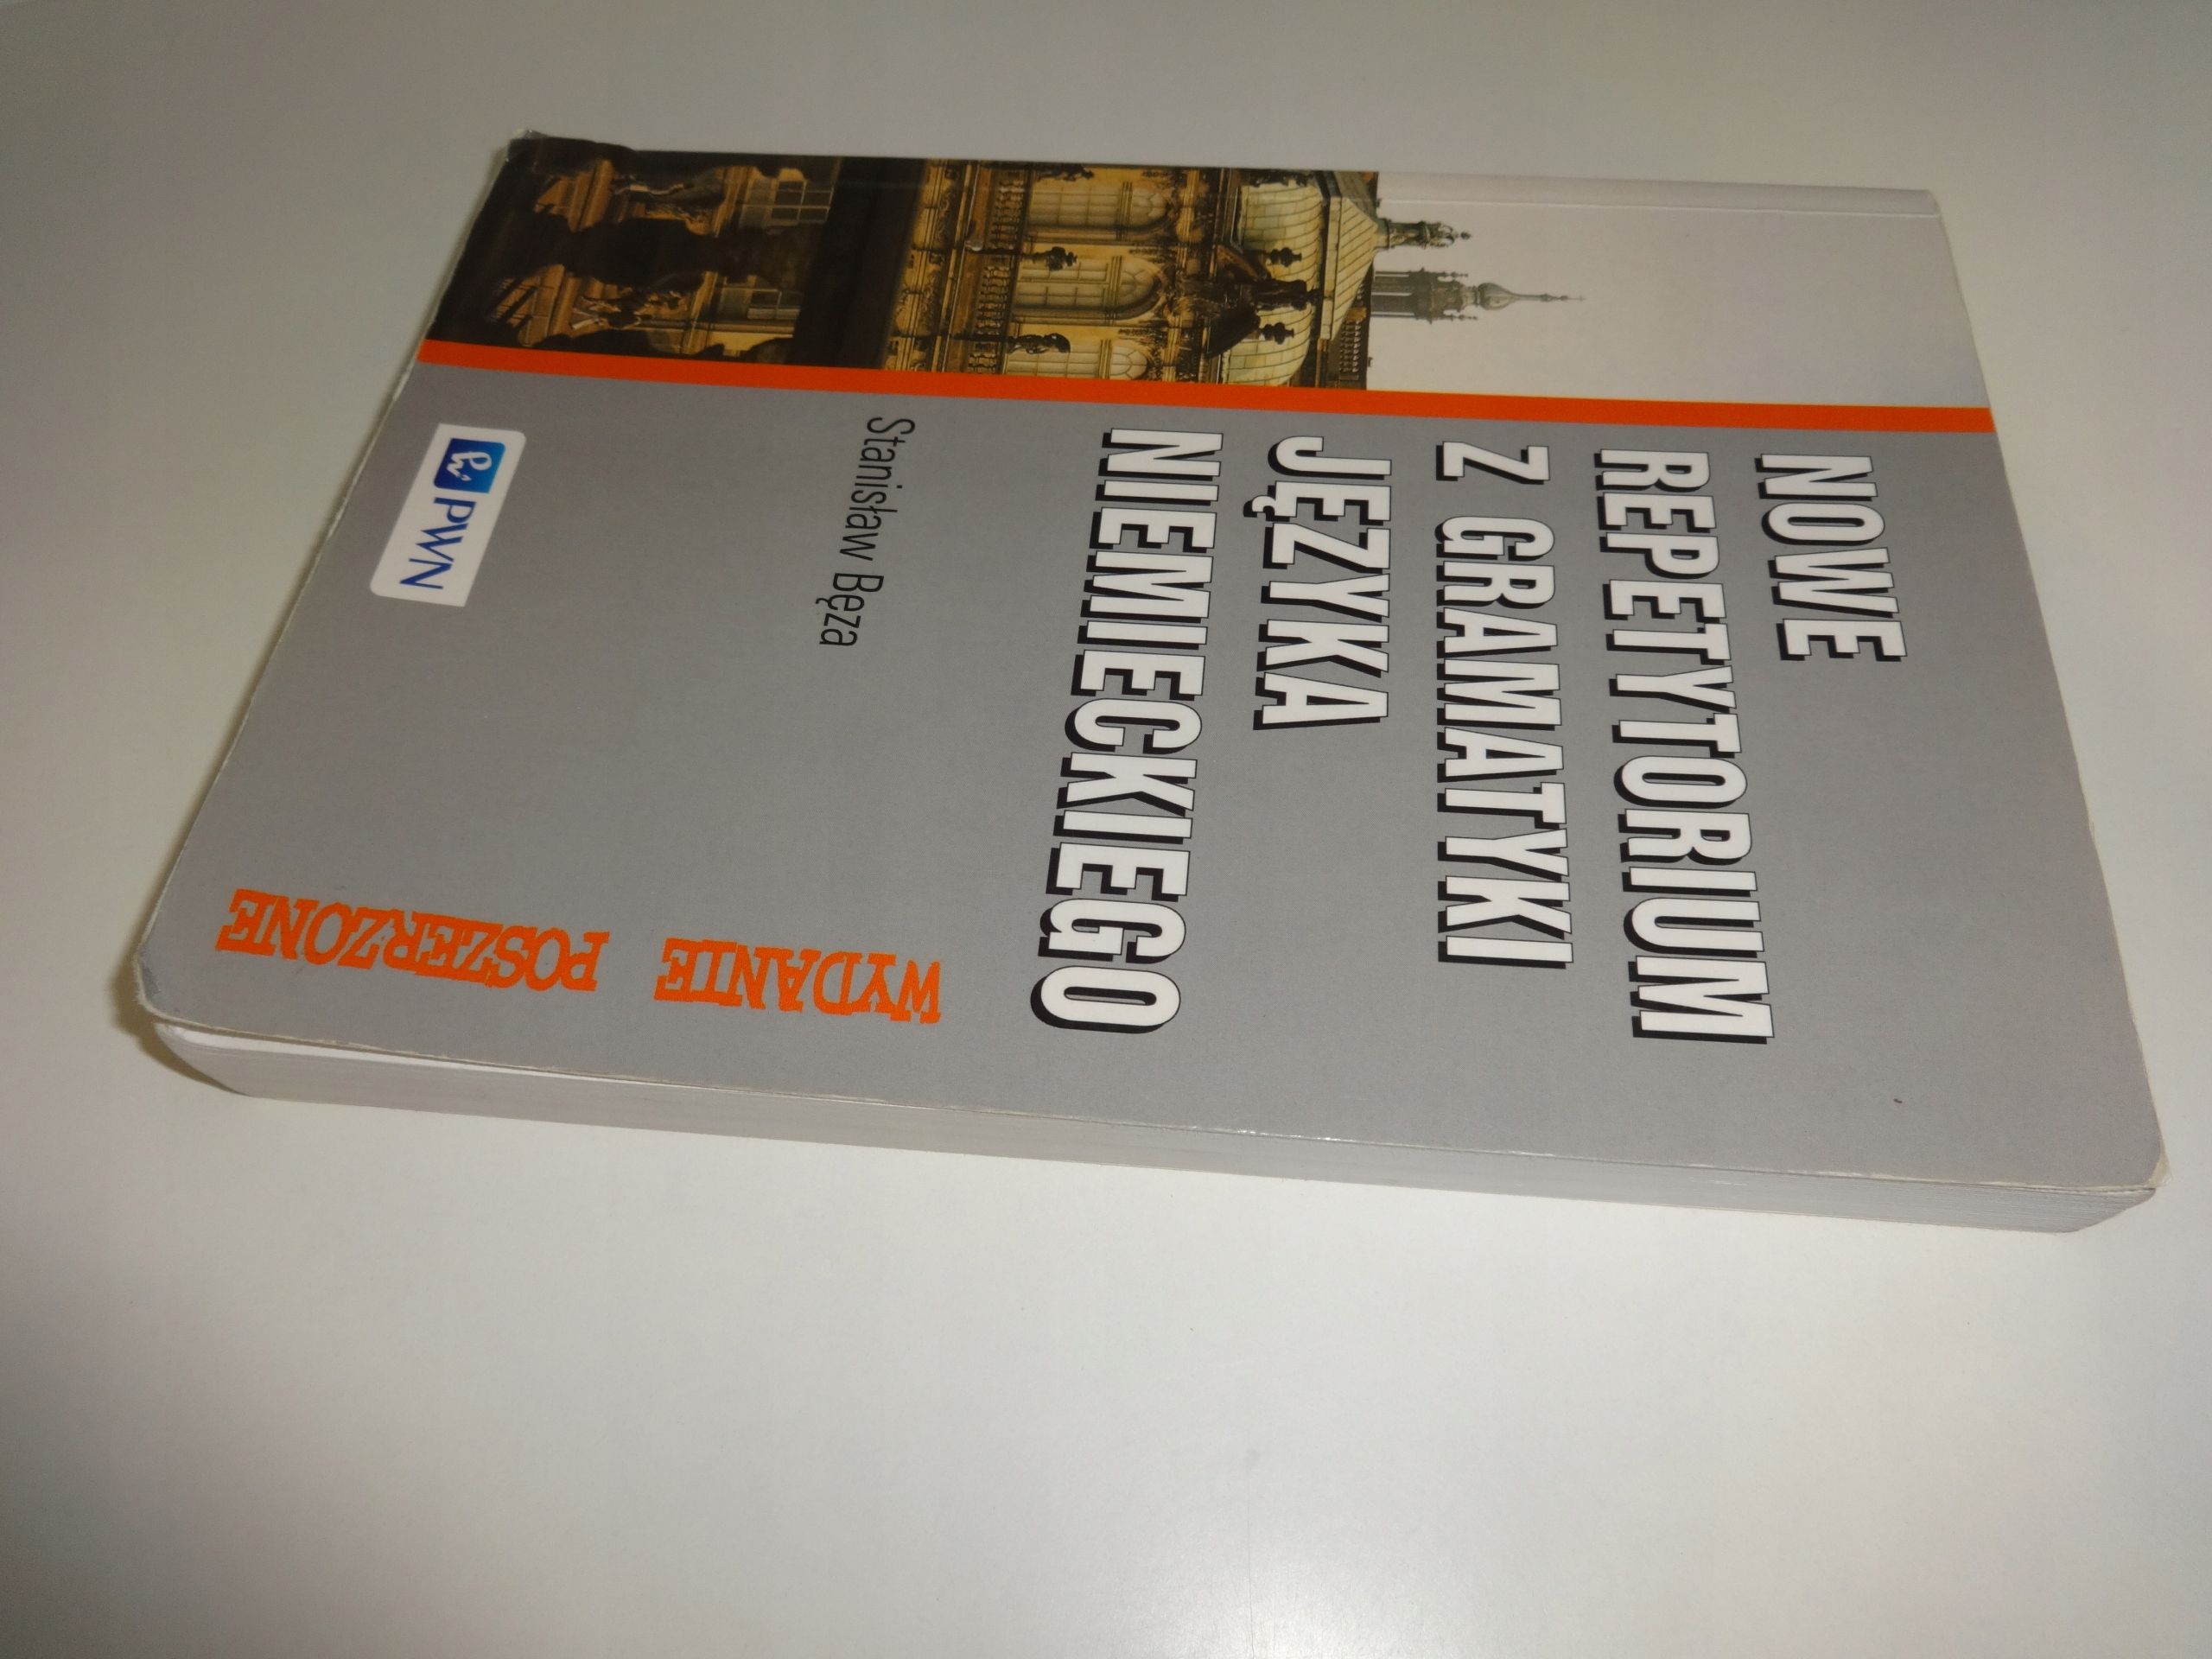 NOWE
REPETYTORIUM
Z GRAMATYKI
JĘZYKA
NIEMIECKIEGO
Stanisław Bęza
WYDANIE POSZERZONE
PWN